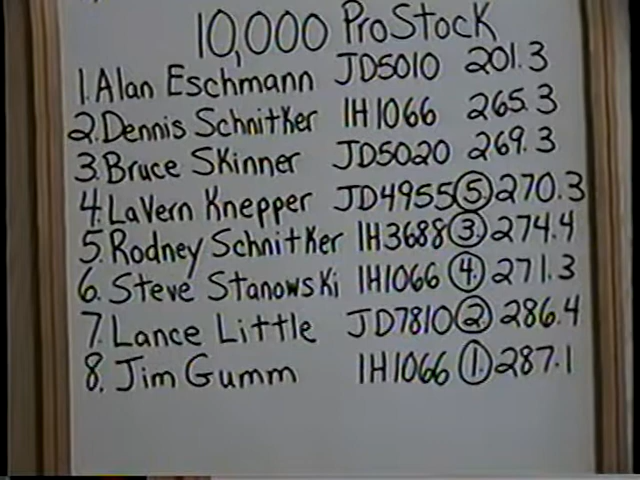 10,000 ProStock
1. Alan Eschmann JD5010 201.3
2. Dennis Schnitker IH1066 265.3
3. Bruce Skinner JD5020 269.3
4. LaVern Knepper JD4955 5 270.3
5. Rodney Schnitker IH3688 3 274.4
6. Steve Stanowski IH1066 4 271.3
7. Lance Little JD7810 2 286.4
8. Jim Gumm IH1066 1. 287.1